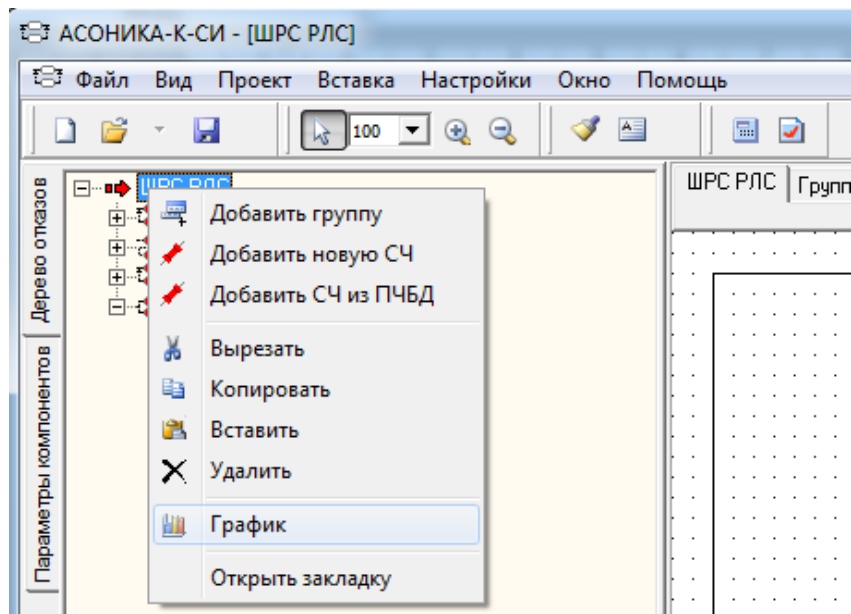 АСОНИКА-К-СИ - [ШРС РЛС]
Файл Вид Проект Вставка Настройки Окно Помощь
100
Дерево отказов
Параметры компонентов
ШРС РЛС
Добавить группу
Добавить новую СЧ
Добавить СЧ из ПЧБД
Вырезать
Копировать
Вставить
Удалить
График
Открыть закладку
ШРС РЛС Групп